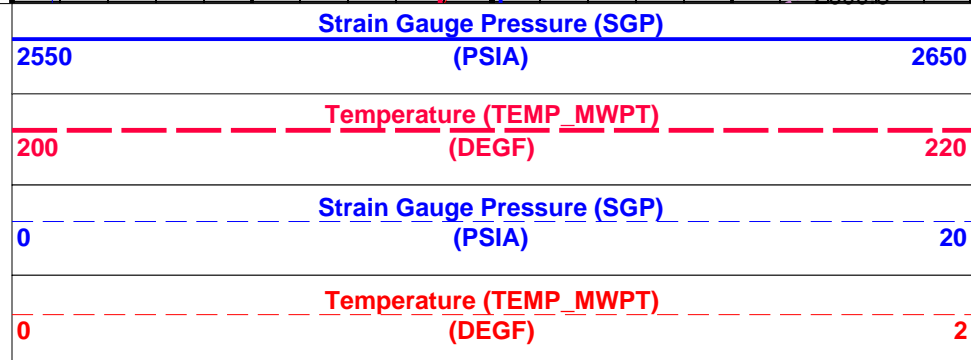 Strain Gauge Pressure (SGP)
2550 (PSIA) 2650
Temperature (TEMP_MWPT)
200 (DEGF) 220
Strain Gauge Pressure (SGP)
0 (PSIA) 20
Temperature (TEMP_MWPT)
0 (DEGF) 2